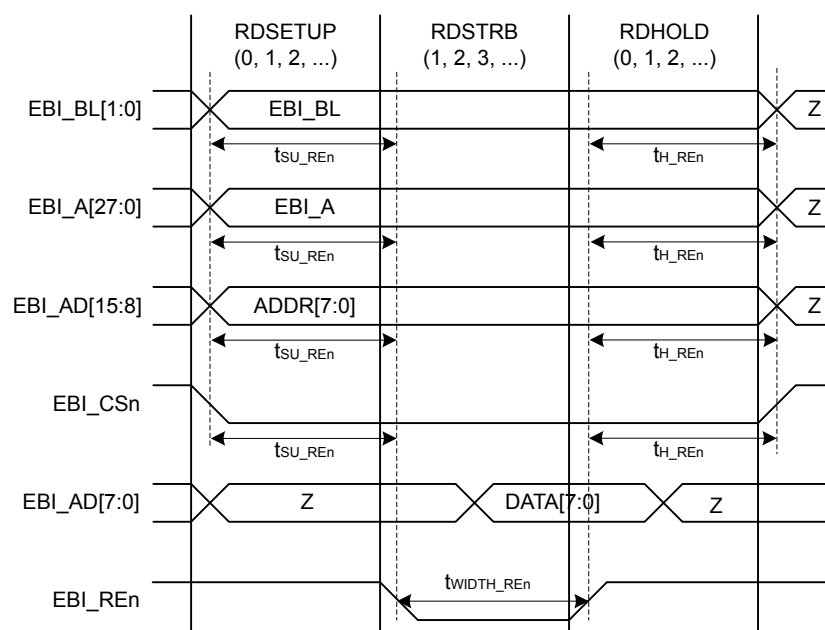 RDSETUP RDSTRB RDHOLD
(0, 1, 2, ...) (1, 2, 3, ...) (0, 1, 2, ...)
EBI_BL[1:0] EBI_BL Z
tSU_REn tH_REn
EBI_A[27:0] EBI_A Z
tSU_REn tH_REn
EBI_AD[15:8] ADDR[7:0] Z
tSU_REn tH_REn
EBI_CSn
tSU_REn tH_REn
EBI_AD[7:0] Z DATA[7:0] Z
tWIDTH_REn
EBI_REn